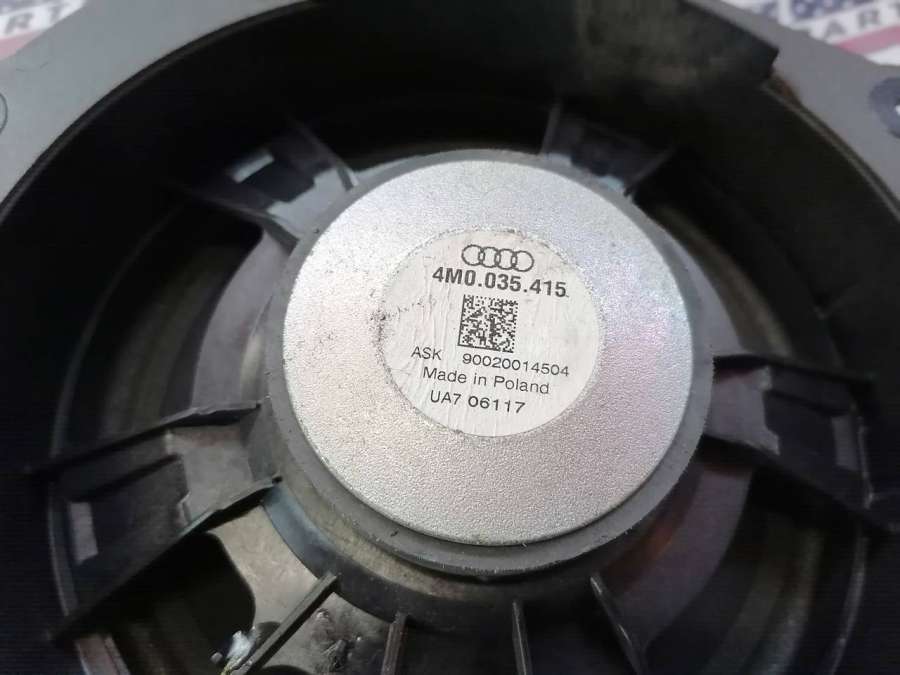 4M0.035.415
ASK 90020014504
Made in Poland
UA7 06117